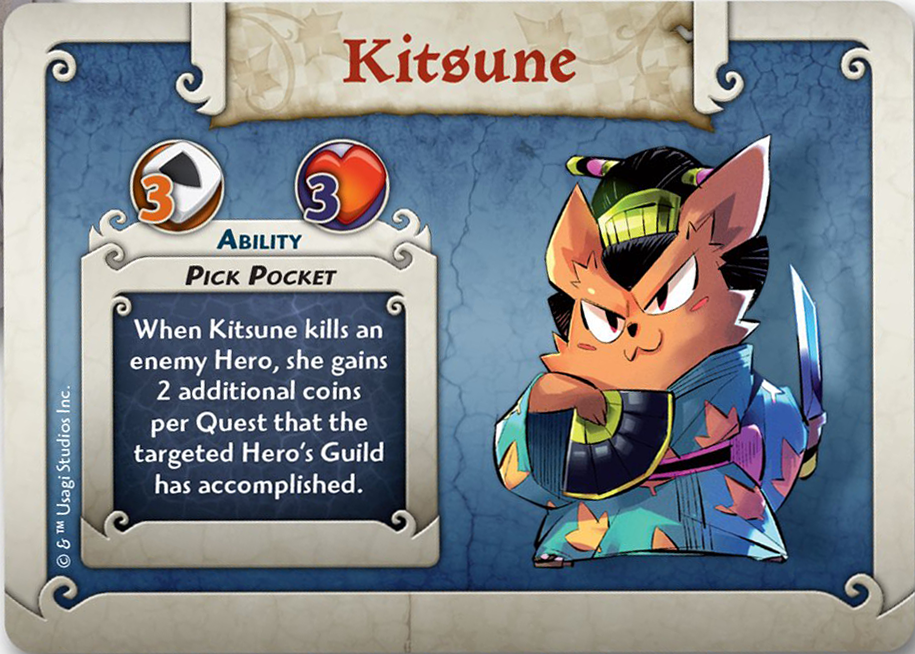 Kitsune
3
3
Ability
Pick Pocket
When Kitsune kills an
enemy Hero, she gains
2 additional coins
per Quest that the
targeted Hero's Guild
has accomplished.
© & ™ Usagi Studios Inc.